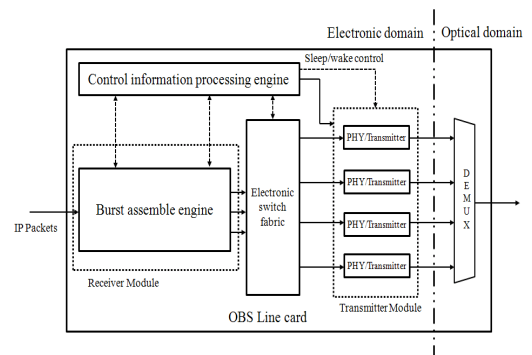 Electronic domain
Optical domain
Sleep/wake control
Control information processing engine
PHY/Transmitter
PHY/Transmitter
PHY/Transmitter
PHY/Transmitter
DEMUX
Burst assemble engine
Electronic
switch
fabric
IP Packets
Receiver Module
Transmitter Module
OBS Line card